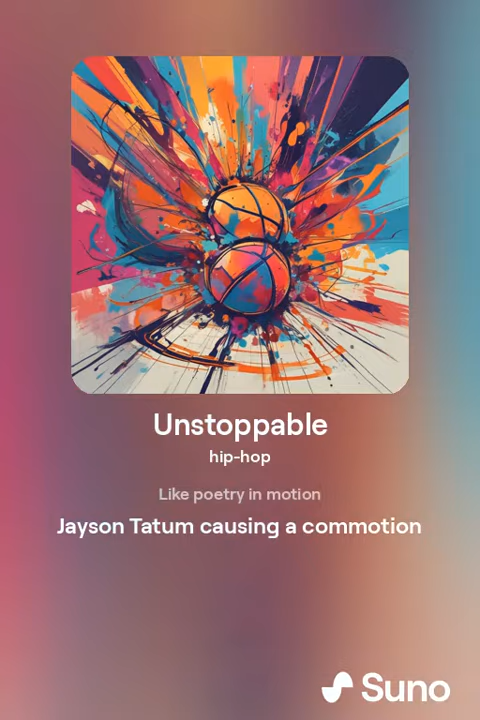 Unstoppable
hip-hop
Like poetry in motion
Jayson Tatum causing a commotion
Suno